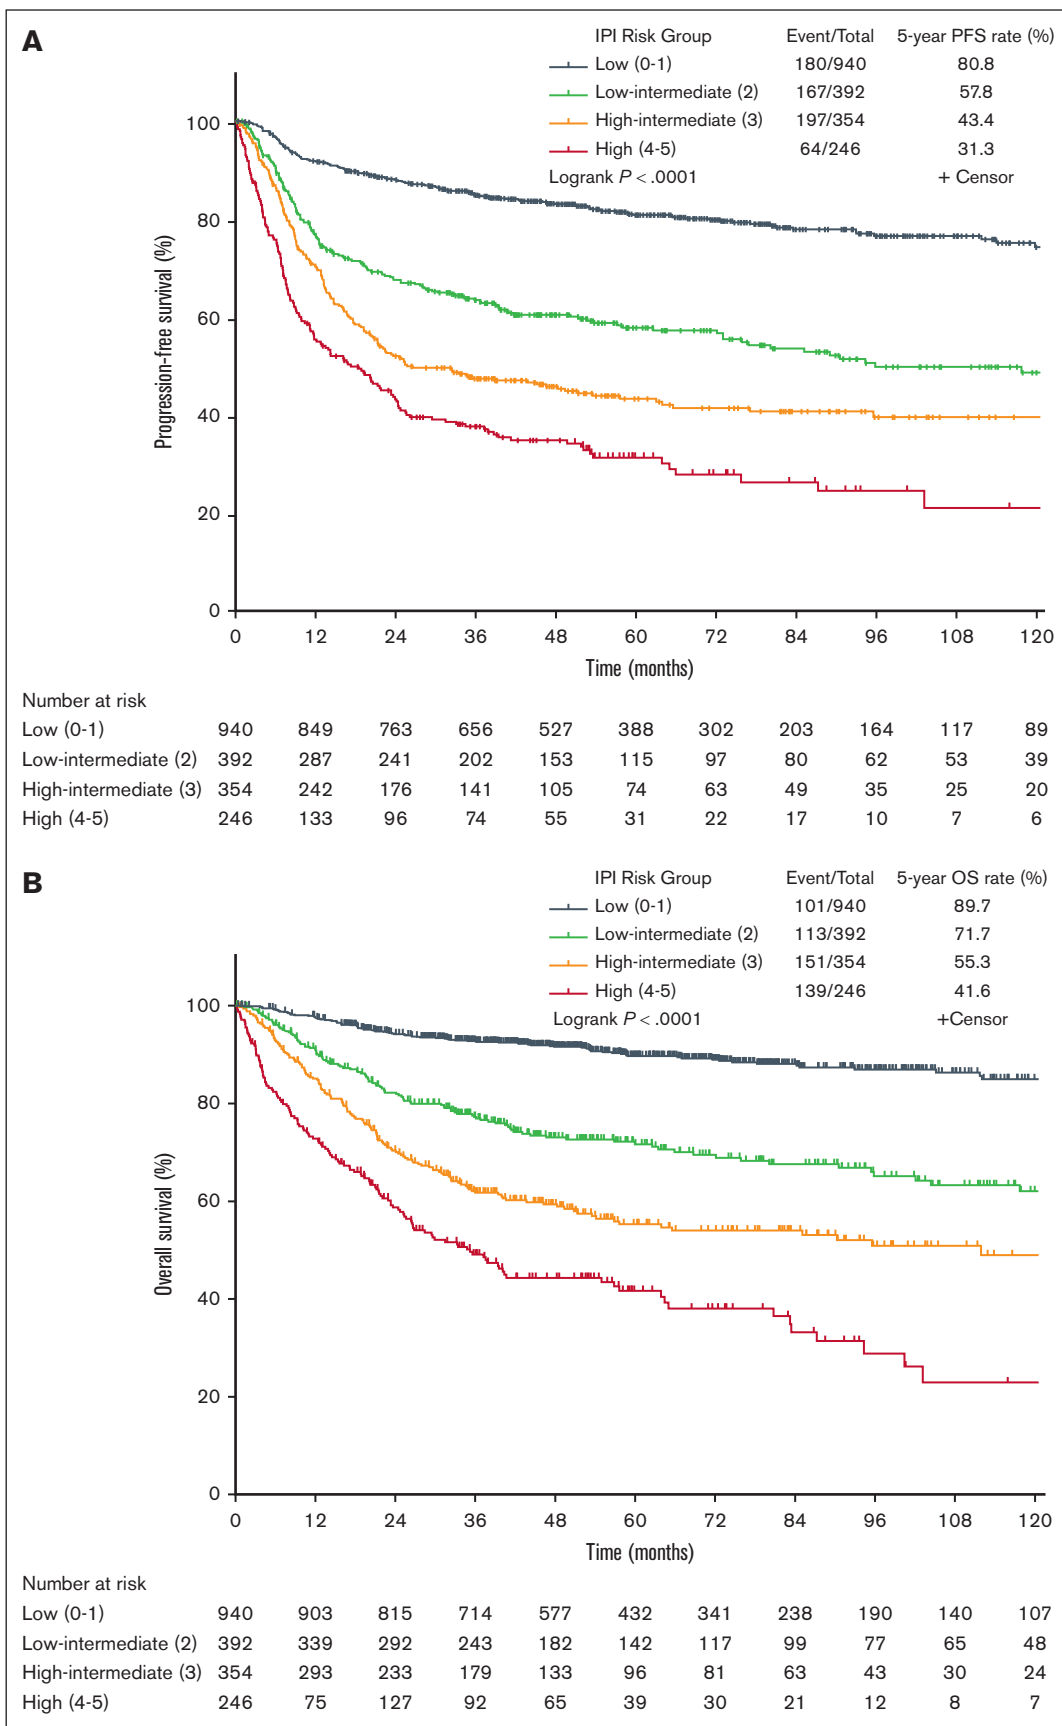 A
IPI Risk Group Event/Total 5-year PFS rate (%)
Low (0-1) 180/940 80.8
Low-intermediate (2) 167/392 57.8
High-intermediate (3) 197/354 43.4
High (4-5) 64/246 31.3
Logrank P < .0001 + Censor
100
80
60
40
20
0
Progression-free survival (%)
0 12 24 36 48 60 72 84 96 108 120
Time (months)
Number at risk
Low (0-1) 940 849 763 656 527 388 302 203 164 117 89
Low-intermediate (2) 392 287 241 202 153 115 97 80 62 53 39
High-intermediate (3) 354 242 176 141 105 74 63 49 35 25 20
High (4-5) 246 133 96 74 55 31 22 17 10 7 6
B
IPI Risk Group Event/Total 5-year OS rate (%)
Low (0-1) 101/940 89.7
Low-intermediate (2) 113/392 71.7
High-intermediate (3) 151/354 55.3
High (4-5) 139/246 41.6
Logrank P < .0001 +Censor
100
80
60
40
20
0
Overall survival (%)
0 12 24 36 48 60 72 84 96 108 120
Time (months)
Number at risk
Low (0-1) 940 903 815 714 577 432 341 238 190 140 107
Low-intermediate (2) 392 339 292 243 182 142 117 99 77 65 48
High-intermediate (3) 354 293 233 179 133 96 81 63 43 30 24
High (4-5) 246 75 127 92 65 39 30 21 12 8 7